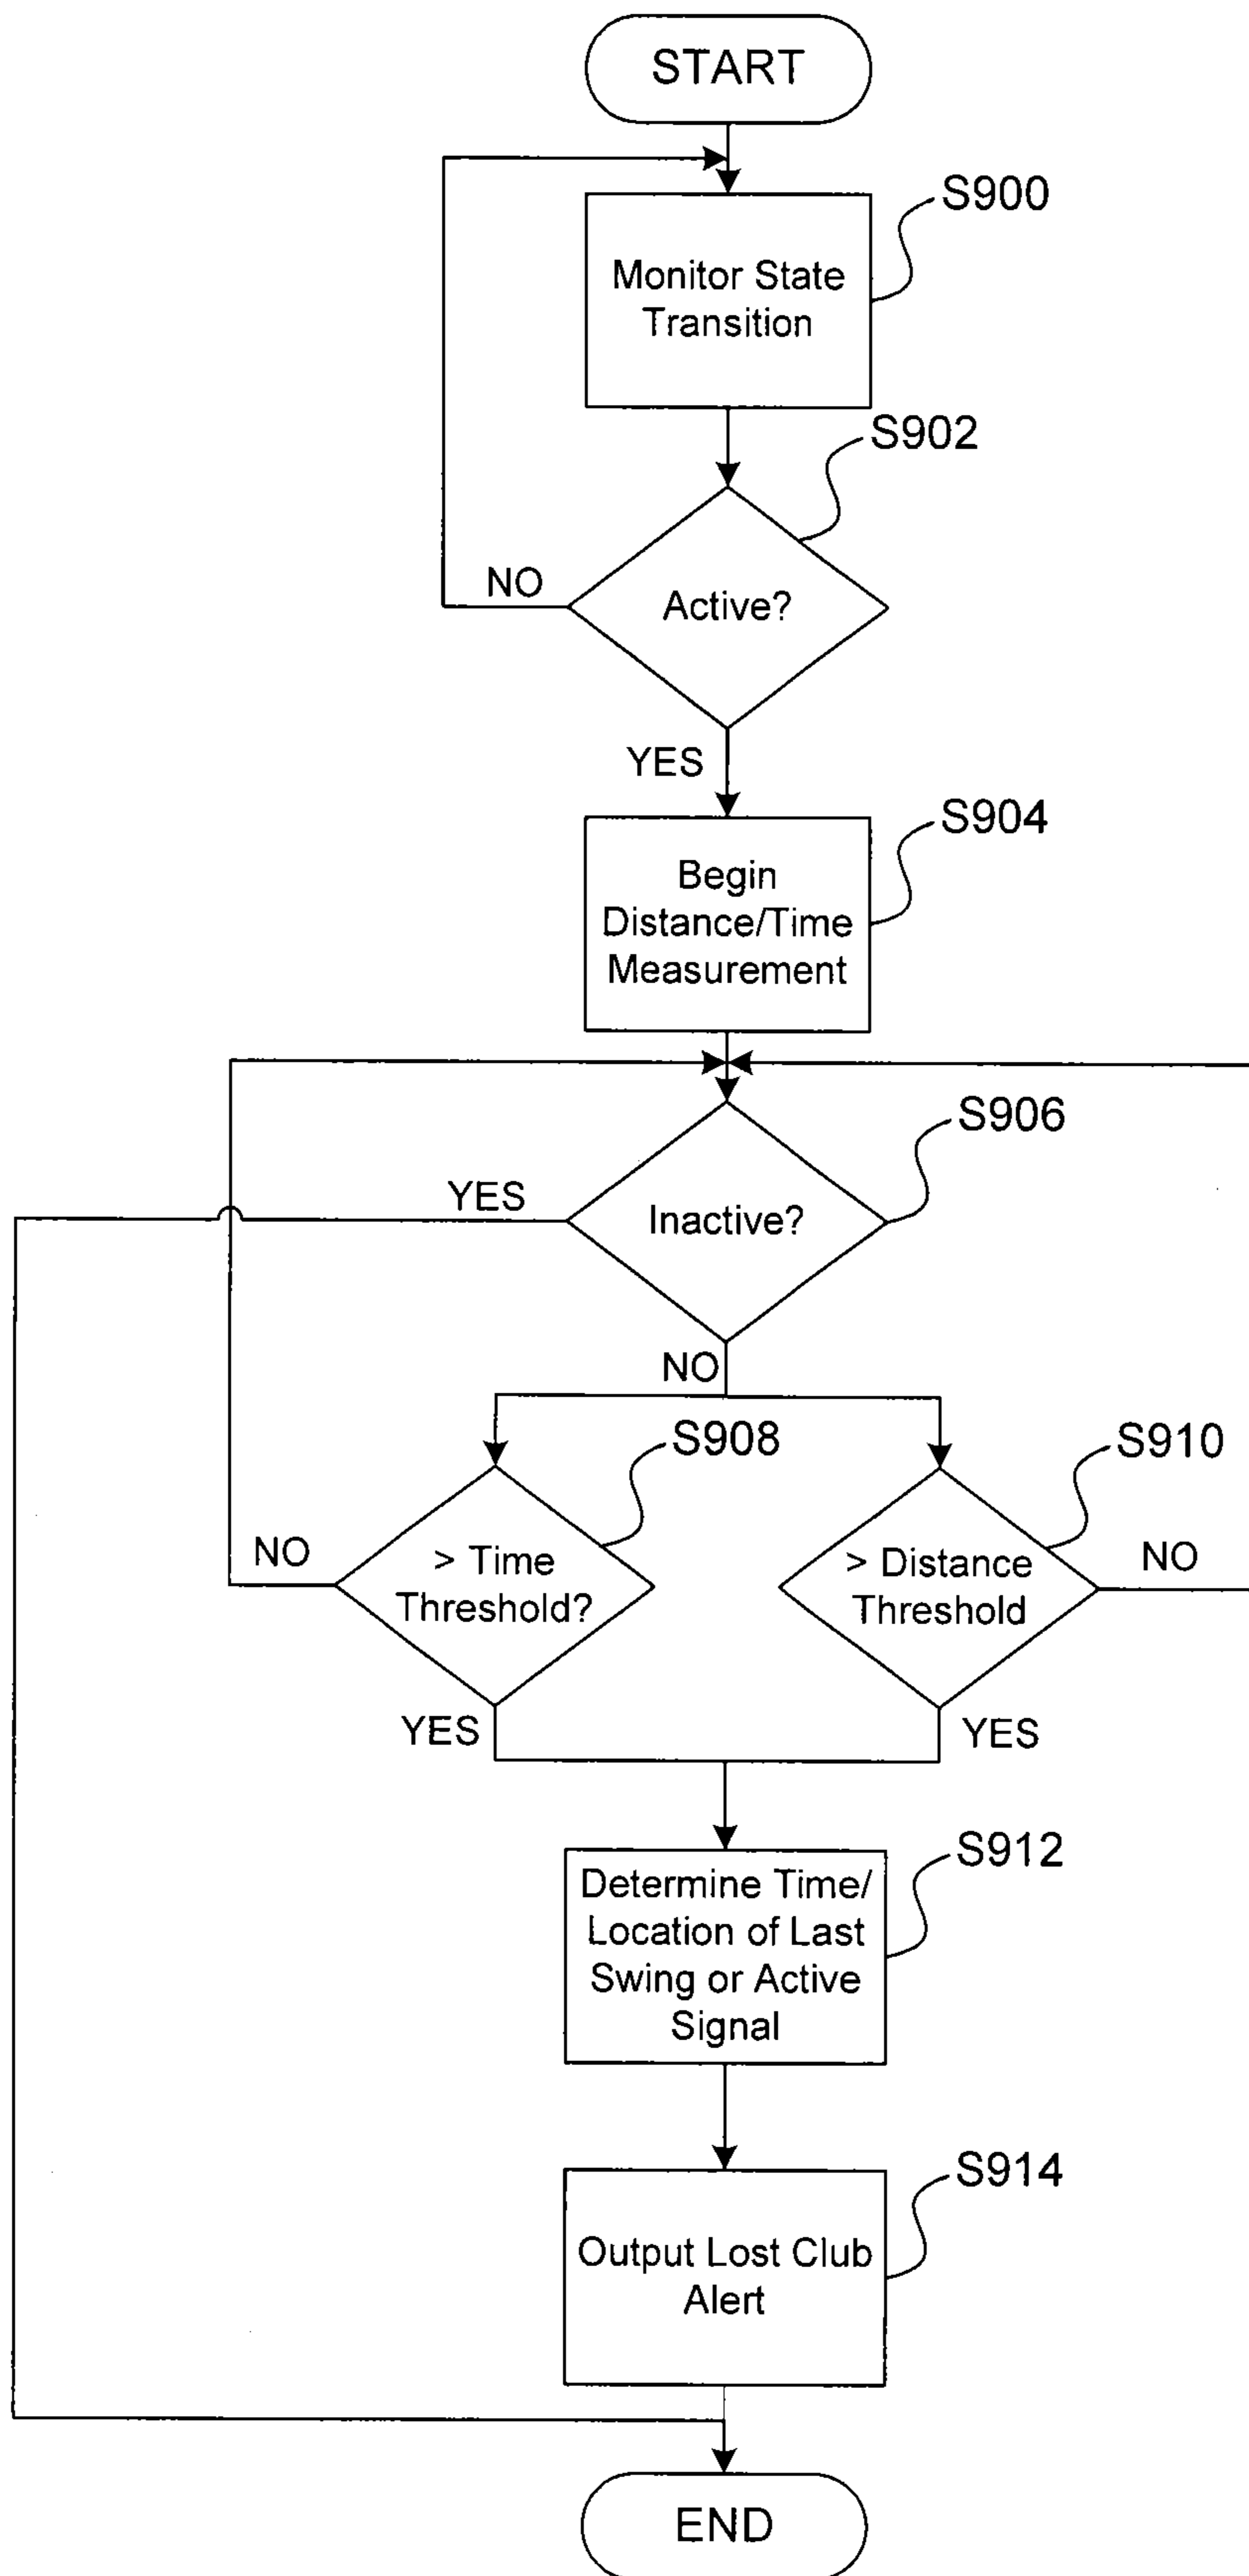 START
S900
Monitor State
Transition
S902
NO
Active?
YES
S904
Begin
Distance/Time
Measurement
S906
YES
Inactive?
NO
S908
S910
NO
> Time
Threshold?
> Distance
Threshold
NO
YES
YES
S912
Determine Time/
Location of Last
Swing or Active
Signal
S914
Output Lost Club
Alert
END